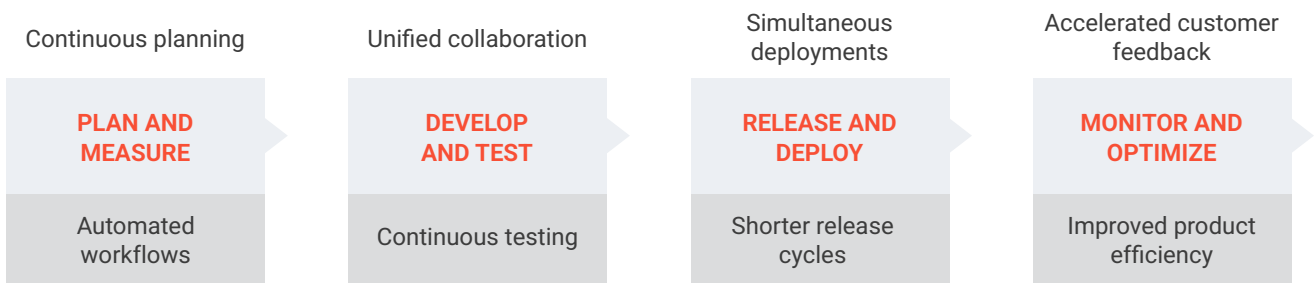 Continuous planning
PLAN AND
MEASURE
Automated
workflows
Unified collaboration
DEVELOP
AND TEST
Continuous testing
Simultaneous
deployments
RELEASE AND
DEPLOY
Shorter release
cycles
Accelerated customer
feedback
MONITOR AND
OPTIMIZE
Improved product
efficiency